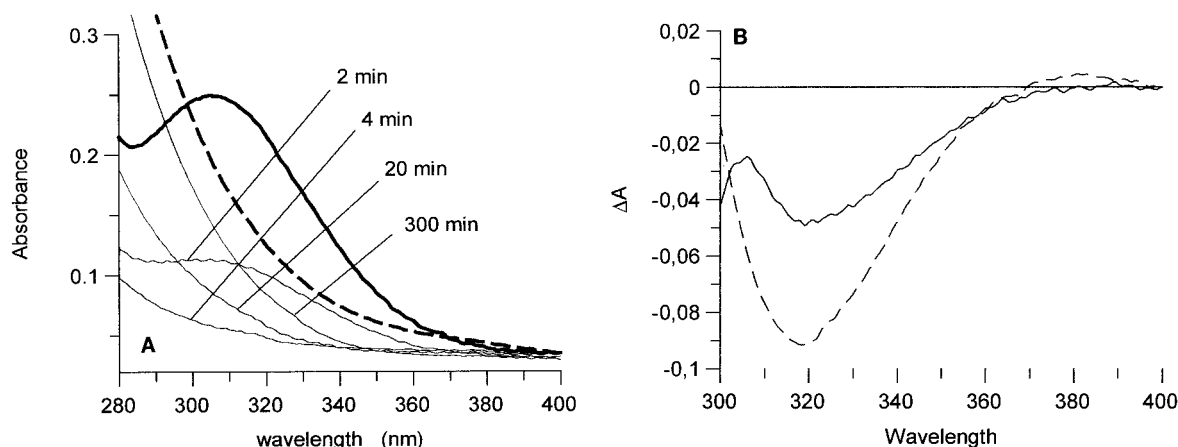 0.3
0.2
0.1
Absorbance
2 min
4 min
20 min
300 min
A
280 300 320 340 360 380 400
wavelength (nm)
B
0,02
0
-0,02
-0,04
-0,06
-0,08
-0,1
ΔA
300 320 340 360 380 400
Wavelength